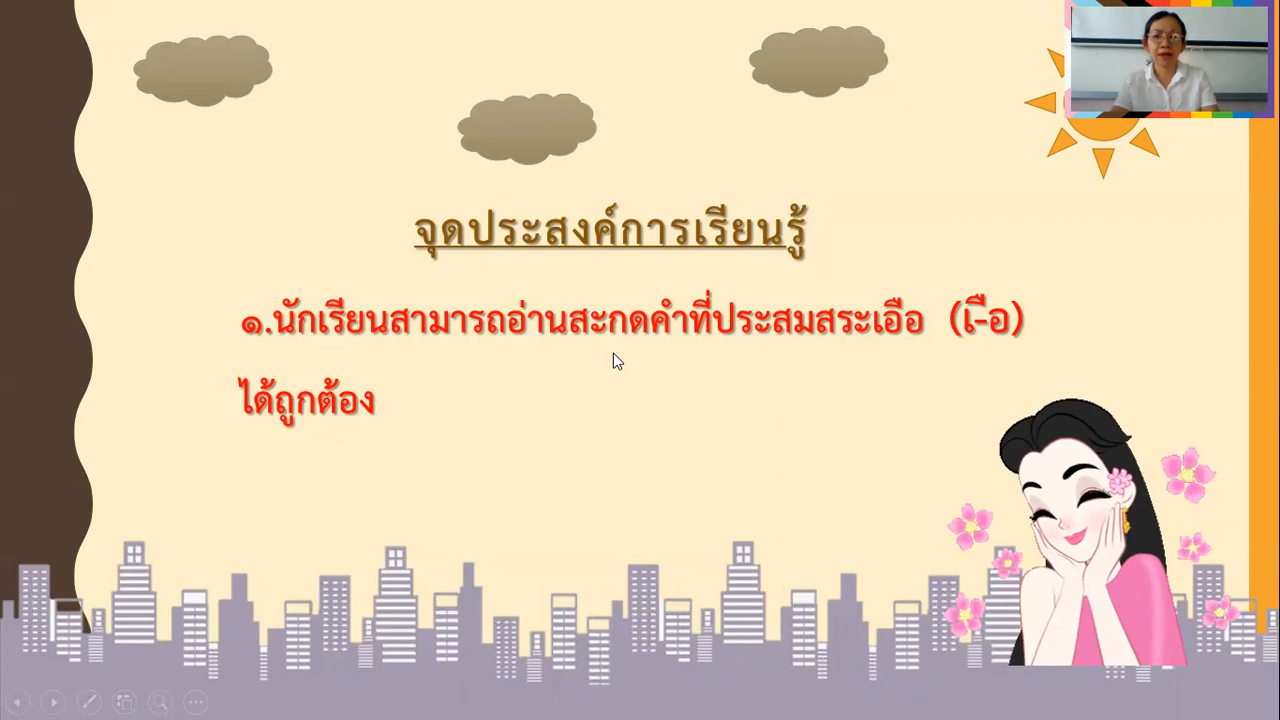 จุดประสงค์การเรียนรู้
๑.นักเรียนสามารถอ่านสะกดคำที่ประสมสระเอือ (เ-ือ)
ได้ถูกต้อง